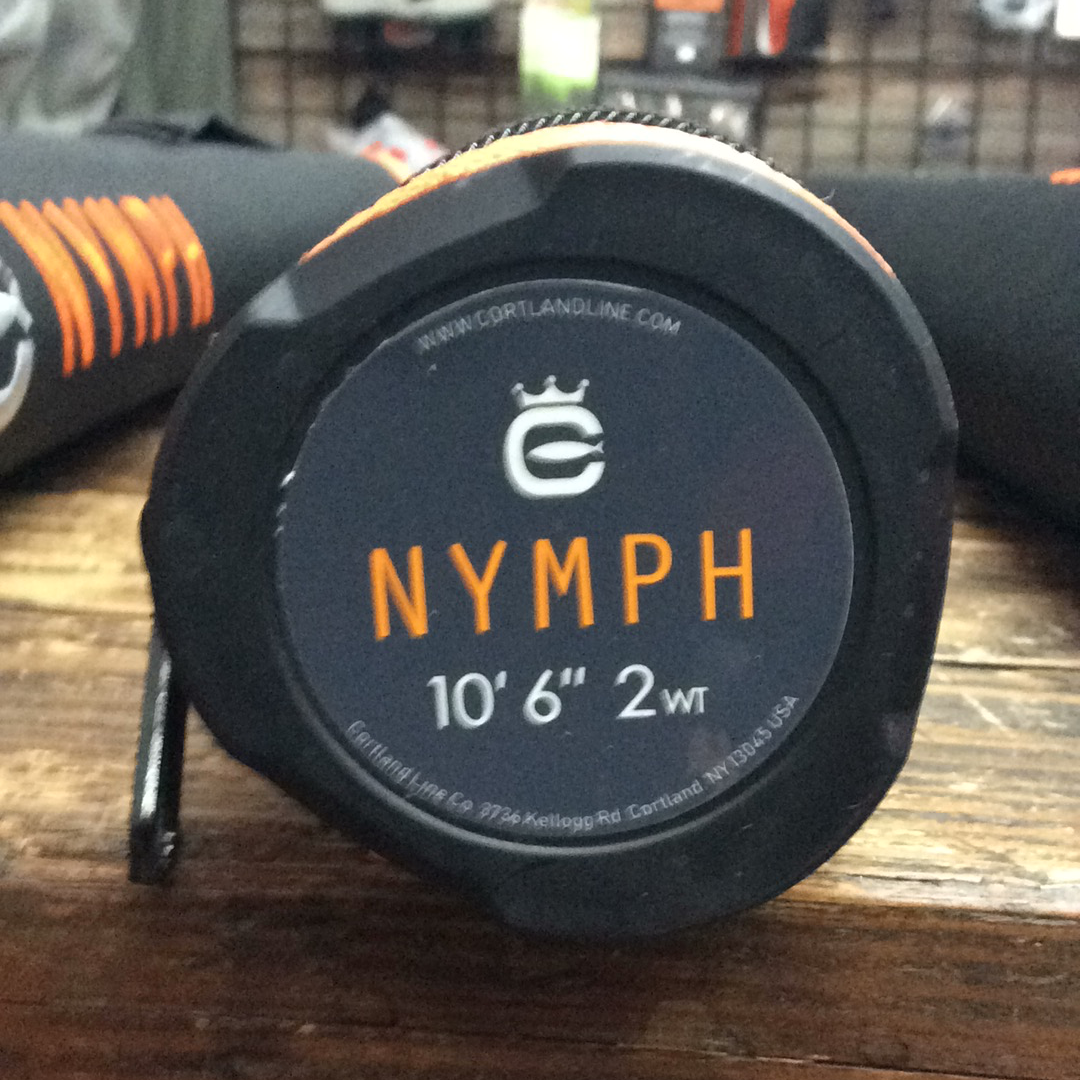 WWW.CORTLANDLINE.COM
NYMPH
10' 6" 2WT
Cortland Line Co 3736 Kellogg Rd Cortland NY 13045 USA